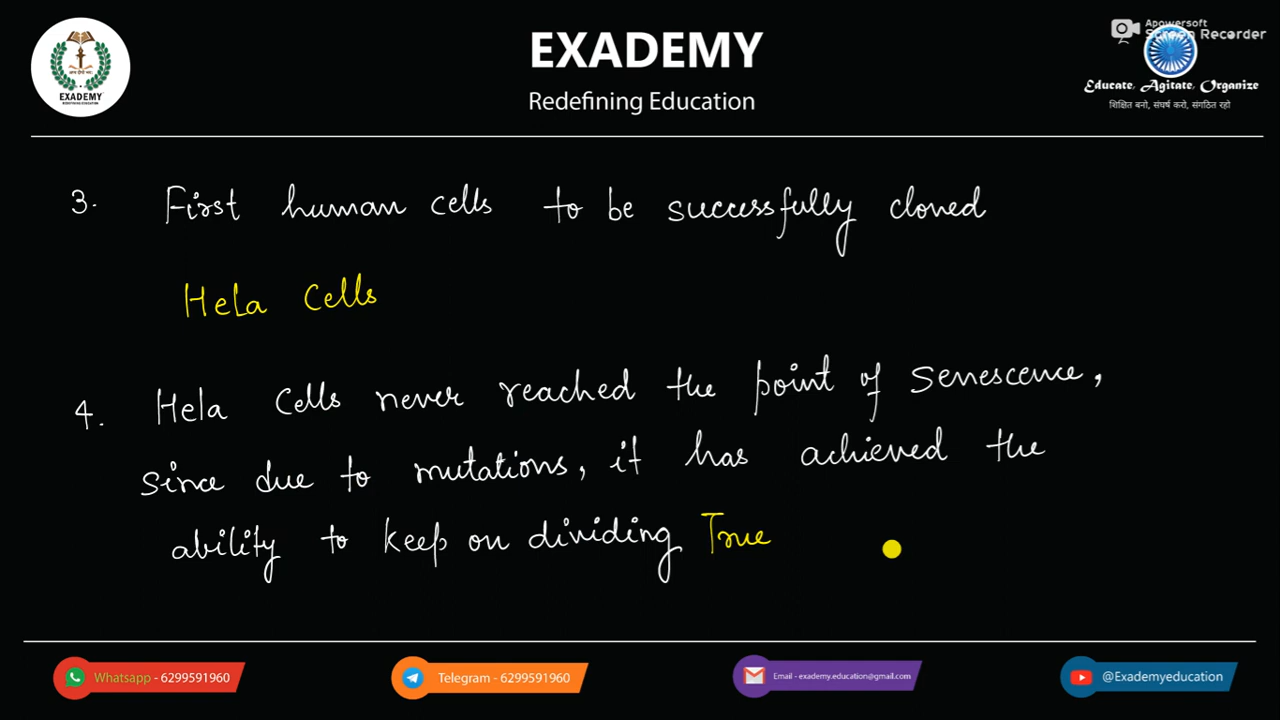 EXADEMY
Redefining Education
EXADEMY
REDEFINING EDUCATION
Apowersoft
Screen Recorder
Educate, Agitate, Organize
शिक्षित बनो, संघर्ष करो, संगठित रहो
3. First human cells to be successfully cloned
HeLa Cells
4. Hela Cells never reached the point of senescence,
since due to mutations, it has achieved the
ability to keep on dividing True
Whatsapp - 6299591960
Telegram - 6299591960
Email - exademy.education@gmail.com
@Exademyeducation